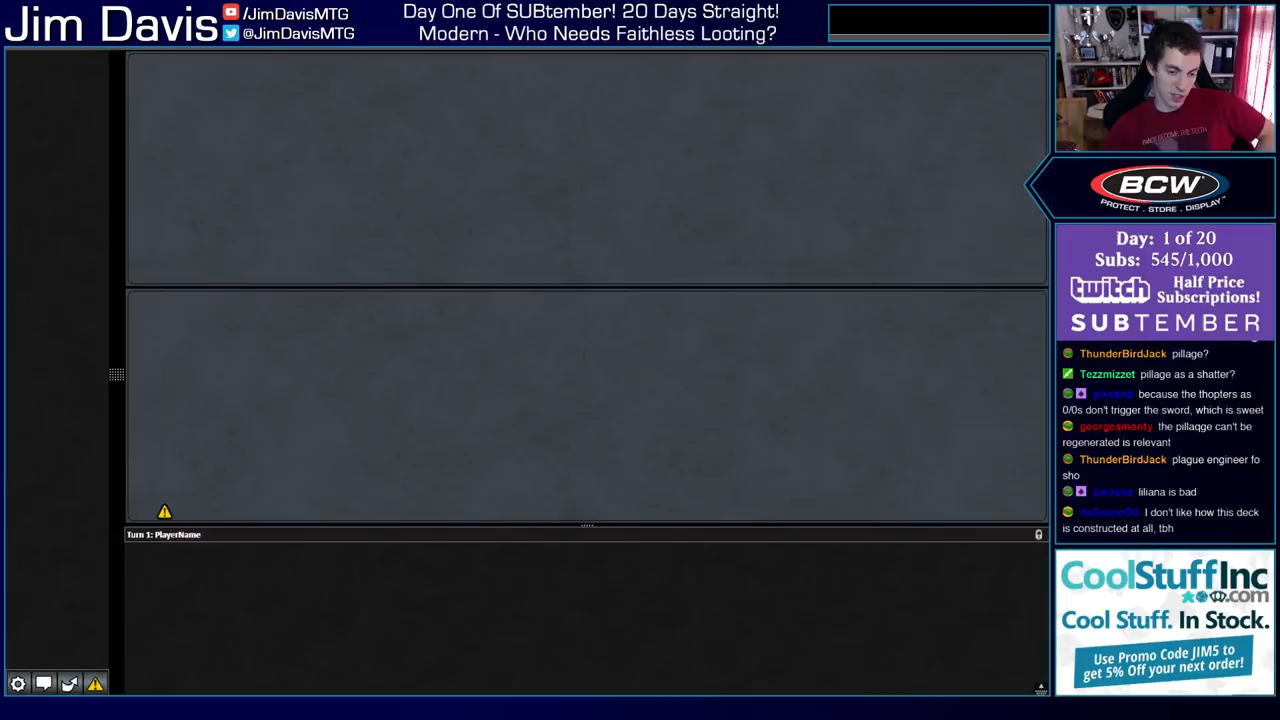 Jim Davis
/JimDavisMTG
@JimDavisMTG
Day One Of SUBtember! 20 Days Straight!
Modern - Who Needs Faithless Looting?
BCW
PROTECT . STORE . DISPLAY
Day: 1 of 20
Subs: 545/1,000
twitch
Half Price
Subscriptions!
SUBTEMBER
ThunderBirdJack pillage?
Tezzmizzet pillage as a shatter?
because the thopters as
0/0s don't trigger the sword, which is sweet
georgeamonty the pillaqge can't be
regenerated is relevant
ThunderBirdJack plague engineer fo
sho
liliana is bad
I don't like how this deck
is constructed at all, tbh
Turn 1: PlayerName
CoolStuffInc
.com
Cool Stuff. In Stock.
Use Promo Code JIM5 to
get 5% Off your next order!